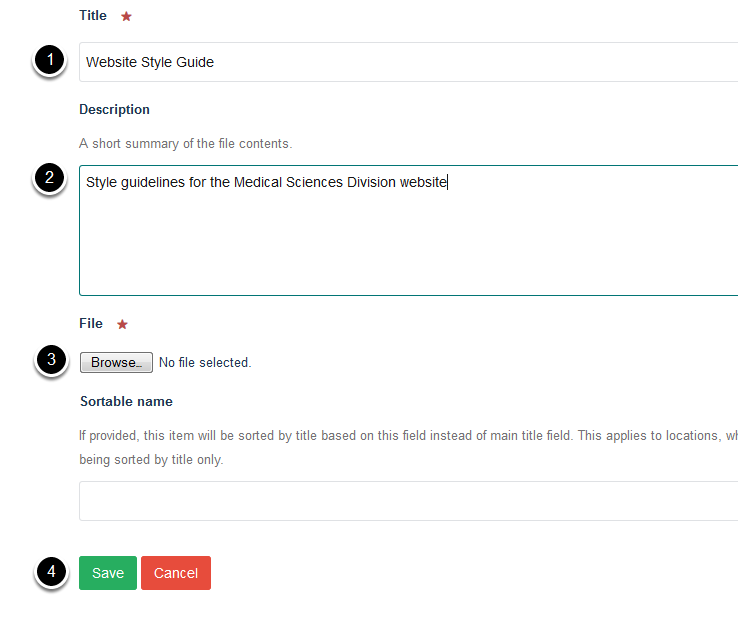 Title ★
1 Website Style Guide
Description
A short summary of the file contents.
2 Style guidelines for the Medical Sciences Division website
File ★
3 Browse... No file selected.
Sortable name
If provided, this item will be sorted by title based on this field instead of main title field. This applies to locations,
being sorted by title only.
4 Save Cancel